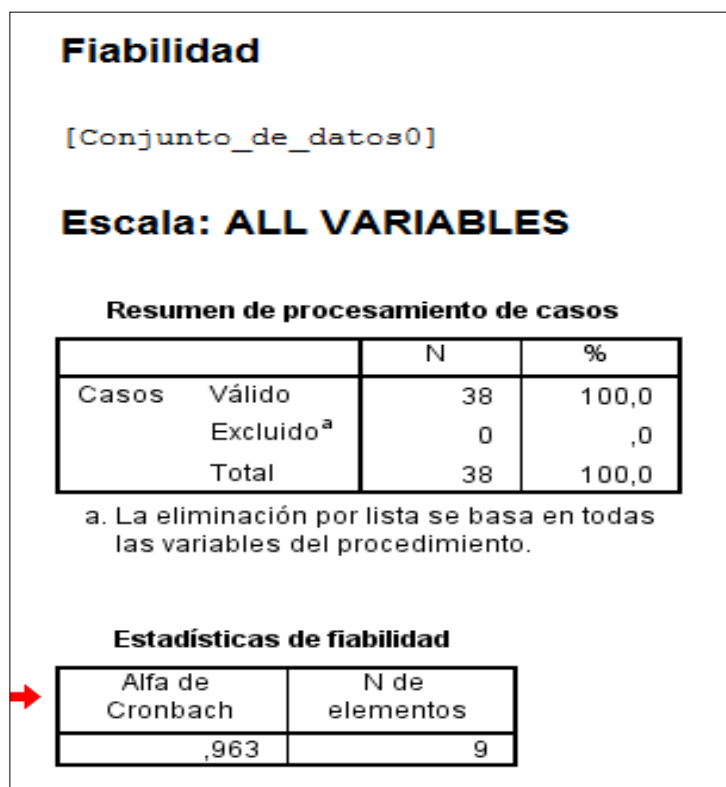 Fiabilidad
[Conjunto_de_datos0]
Escala: ALL VARIABLES
Resumen de procesamiento de casos
N %
Casos Válido 38 100,0
Excluidoª 0 ,0
Total 38 100,0
a. La eliminación por lista se basa en todas
las variables del procedimiento.
Estadísticas de fiabilidad
Alfa de N de
Cronbach elementos
,963 9